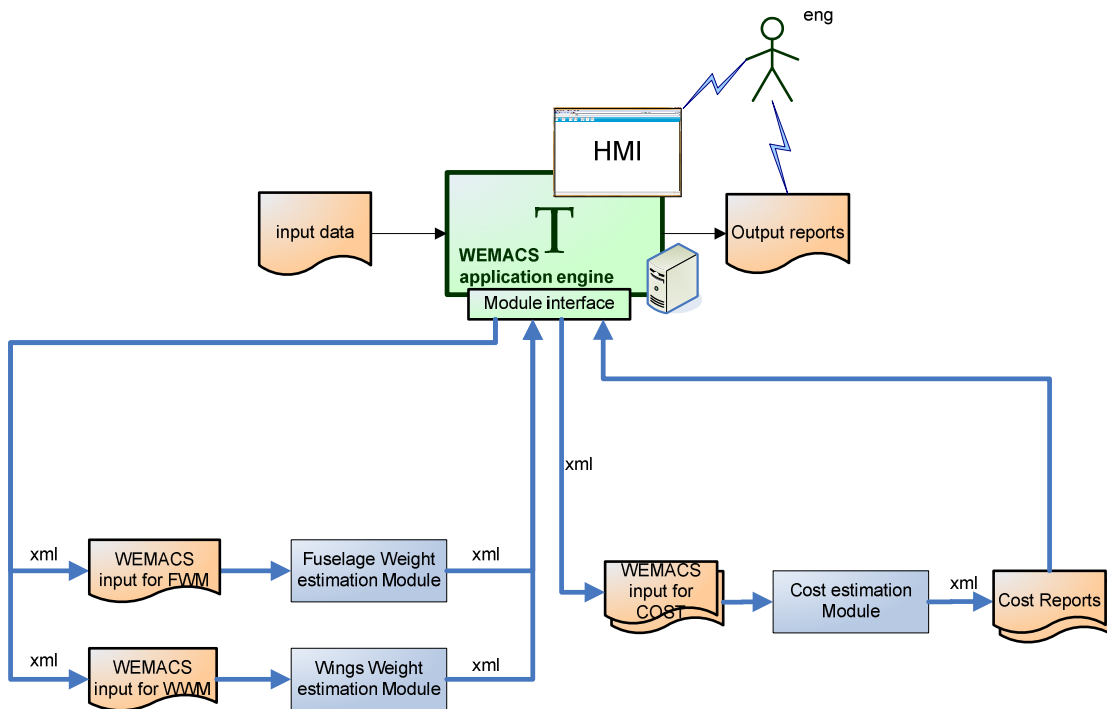 eng
HMI
input data
T
WEMACS
application engine
Output reports
Module interface
xml
xml
WEMACS
input for FWM
Fuselage Weight
estimation Module
xml
WEMACS
input for
COST
Cost estimation
Module
xml
Cost Reports
xml
WEMACS
input for WWM
Wings Weight
estimation Module
xml